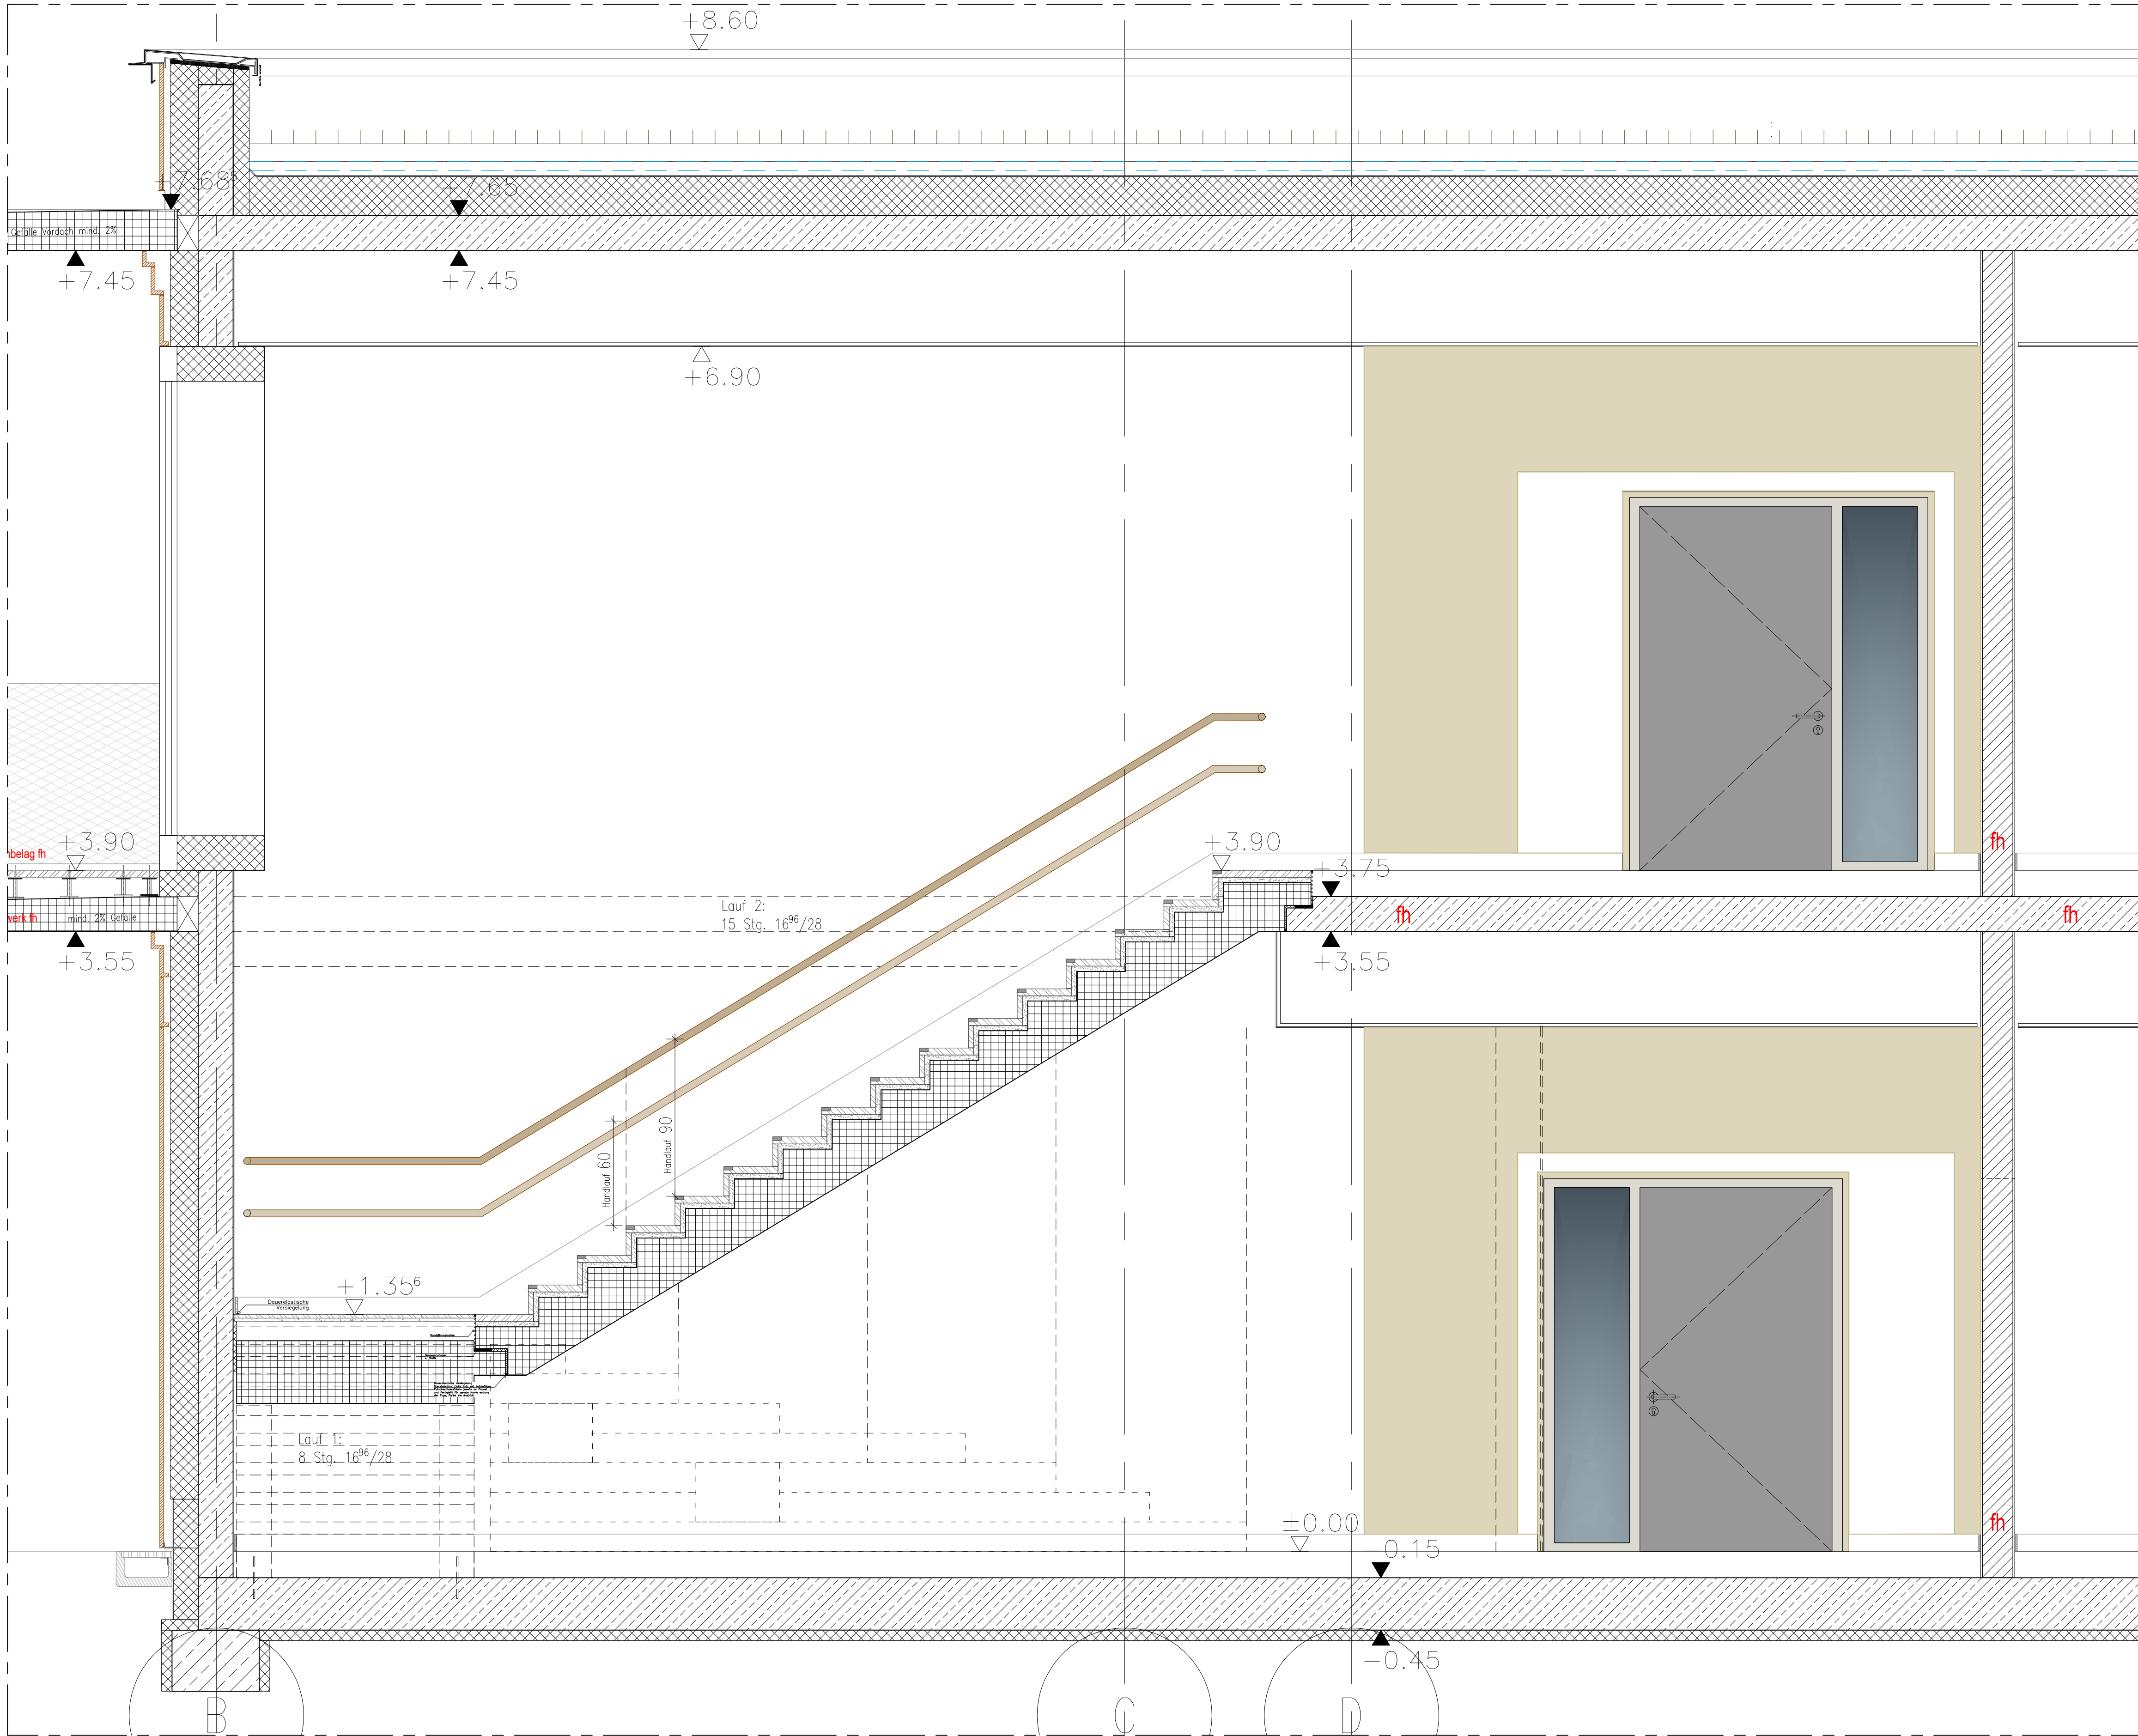 +8.60
+7.68⁵
+7.65
Gefälle Vordach mind. 2%
+7.45
+7.45
+6.90
+3.90
nbelag fh
+3.90
fh
+3.75
Lauf 2:
15 Stg. 16⁹⁶/28
werk fh
mind. 2% Gefälle
fh
fh
+3.55
+3.55
Handlauf 60
Handlauf 90
+1.35⁶
Dauerelastische
Versiegelung
Lauf 1:
8 Stg. 16⁹⁶/28
±0.00
fh
-0.15
-0.45
B
C
D